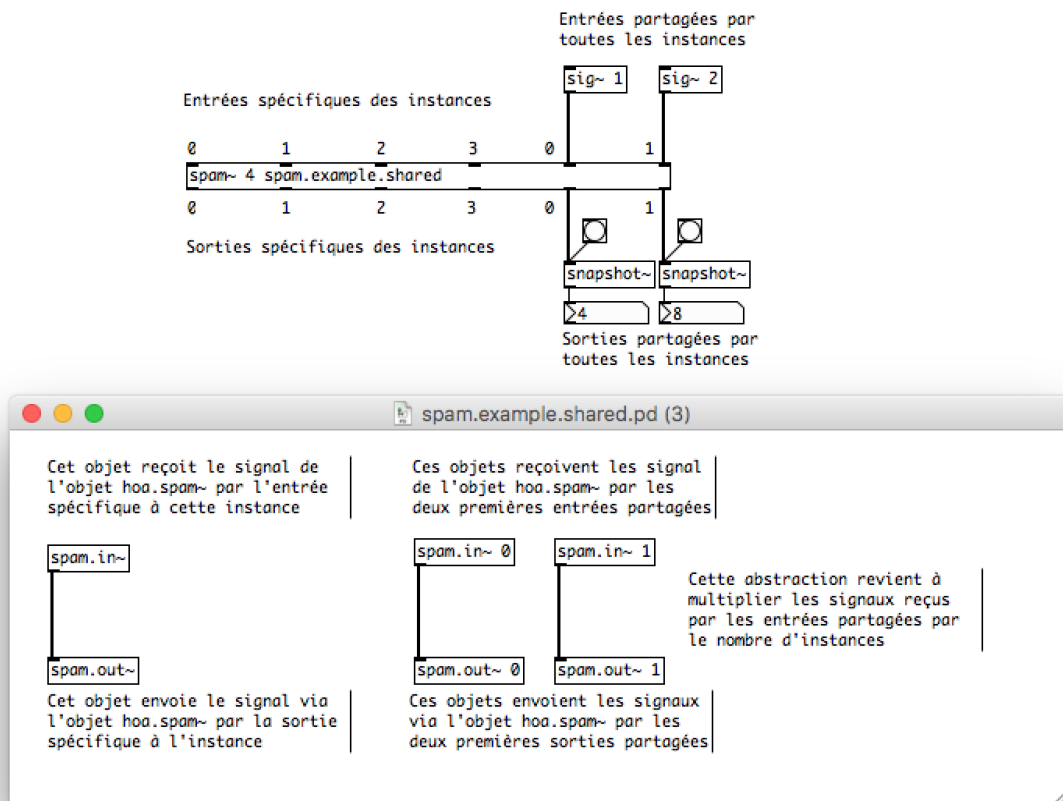 Entrées partagées par
toutes les instances
sig~ 1
sig~ 2
Entrées spécifiques des instances
0 1 2 3 0 1
spam~ 4 spam.example.shared
0 1 2 3 0 1
Sorties spécifiques des instances
snapshot~
snapshot~
4
8
Sorties partagées par
toutes les instances
spam.example.shared.pd (3)
Cet objet reçoit le signal de
l'objet hoa.spam~ par l'entrée
spécifique à cette instance
Ces objets reçoivent les signal
de l'objet hoa.spam~ par les
deux premières entrées partagées
spam.in~
spam.in~ 0
spam.in~ 1
Cette abstraction revient à
multiplier les signaux reçus
par les entrées partagées par
le nombre d'instances
spam.out~
spam.out~ 0
spam.out~ 1
Cet objet envoie le signal via
l'objet hoa.spam~ par la sortie
spécifique à l'instance
Ces objets envoient les signaux
via l'objet hoa.spam~ par les
deux premières sorties partagées